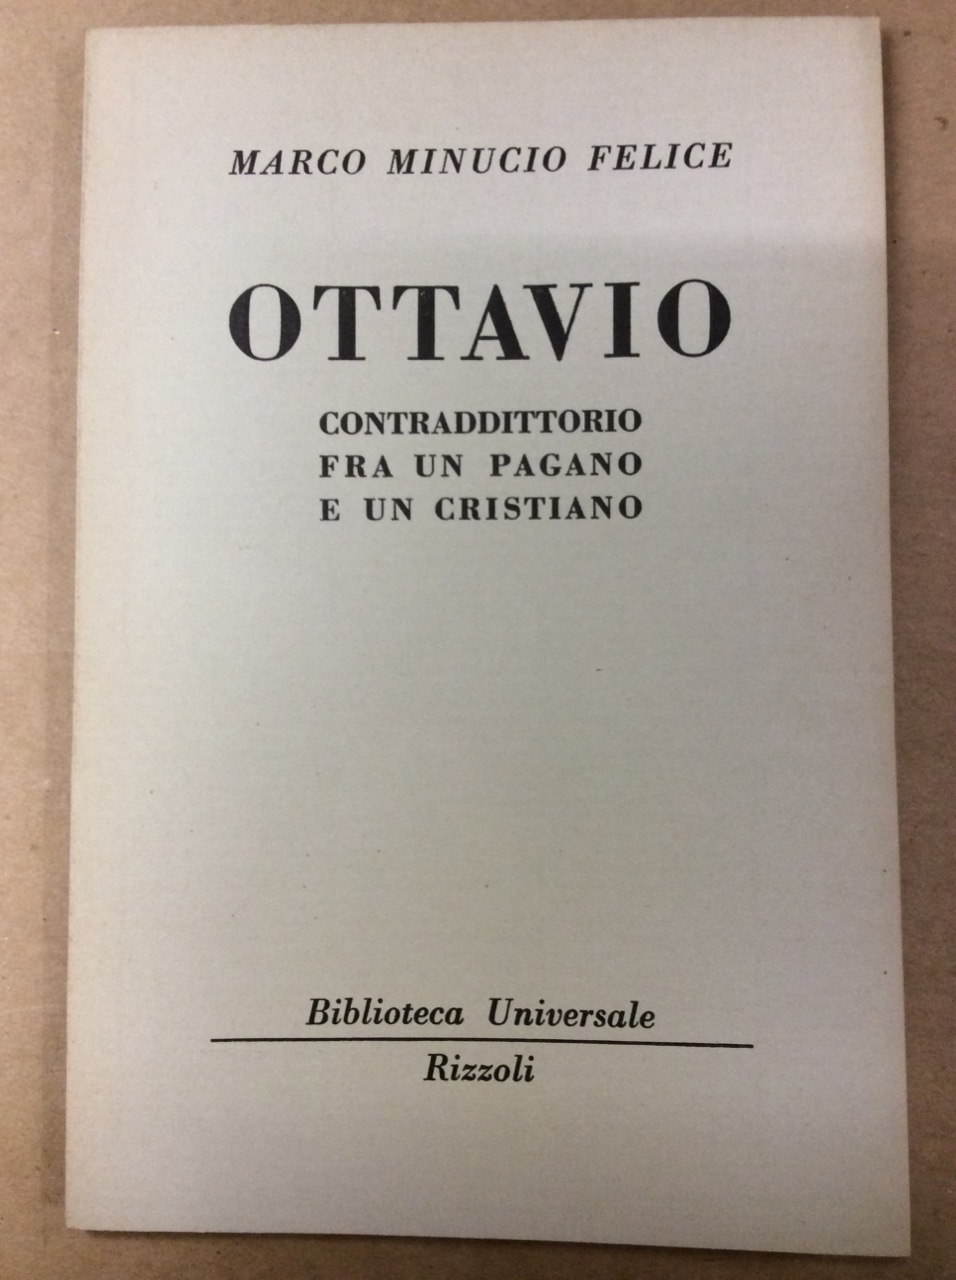 MARCO MINUCIO FELICE
OTTAVIO
CONTRADDITTORIO
FRA UN PAGANO
E UN CRISTIANO
Biblioteca Universale
Rizzoli